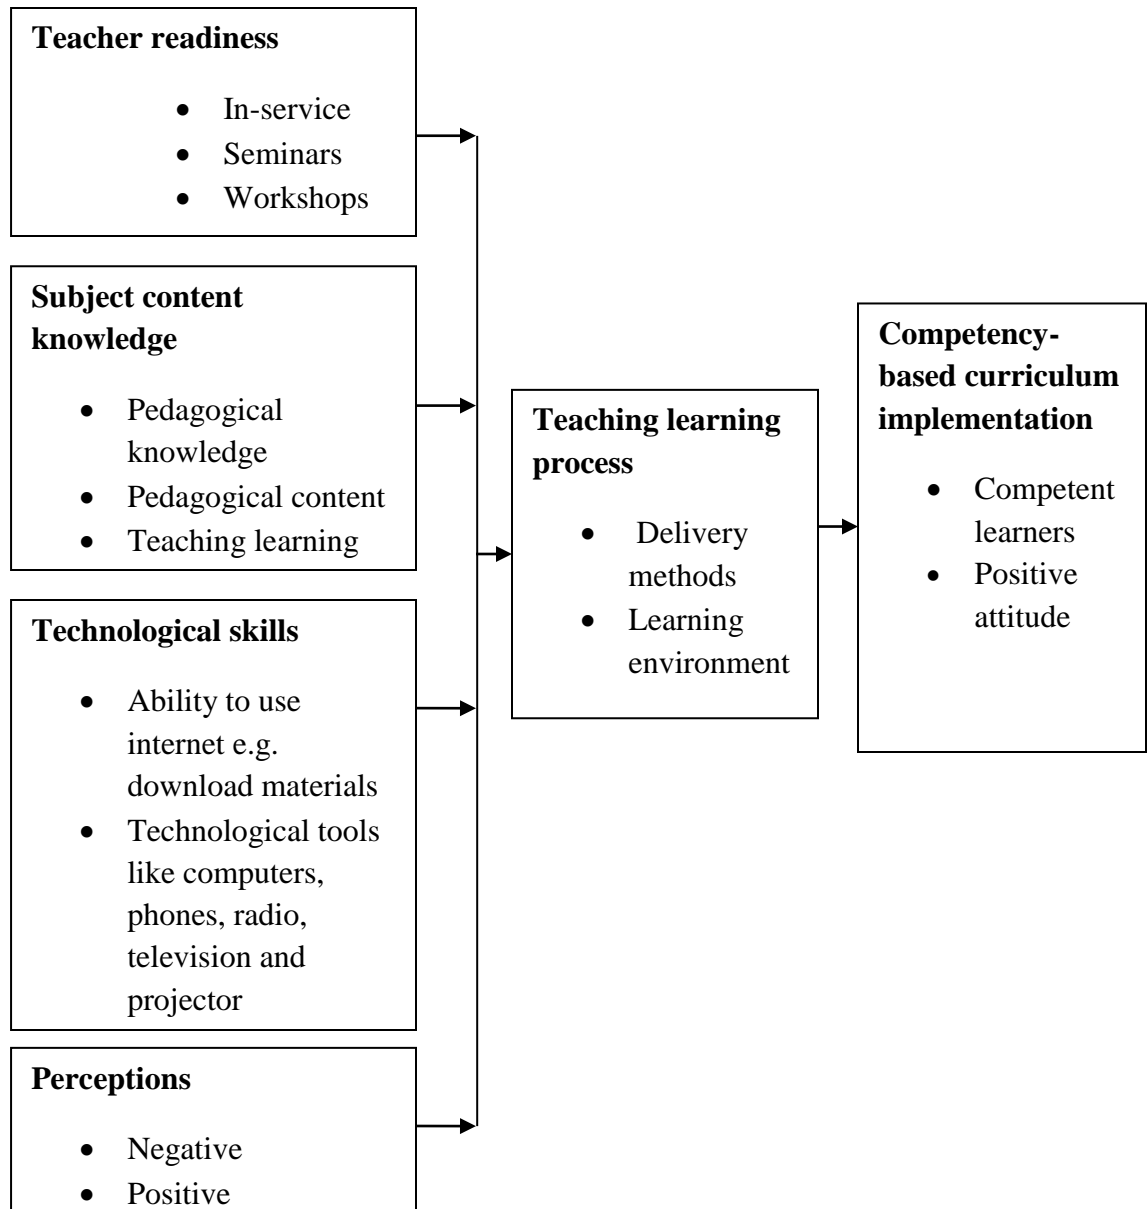 Teacher readiness
• In-service
• Seminars
• Workshops
Subject content
knowledge
• Pedagogical
knowledge
• Pedagogical content
• Teaching learning
Technological skills
• Ability to use
internet e.g.
download materials
• Technological tools
like computers,
phones, radio,
television and
projector
Perceptions
• Negative
• Positive
Teaching learning
process
• Delivery
methods
• Learning
environment
Competency-
based curriculum
implementation
• Competent
learners
• Positive
attitude